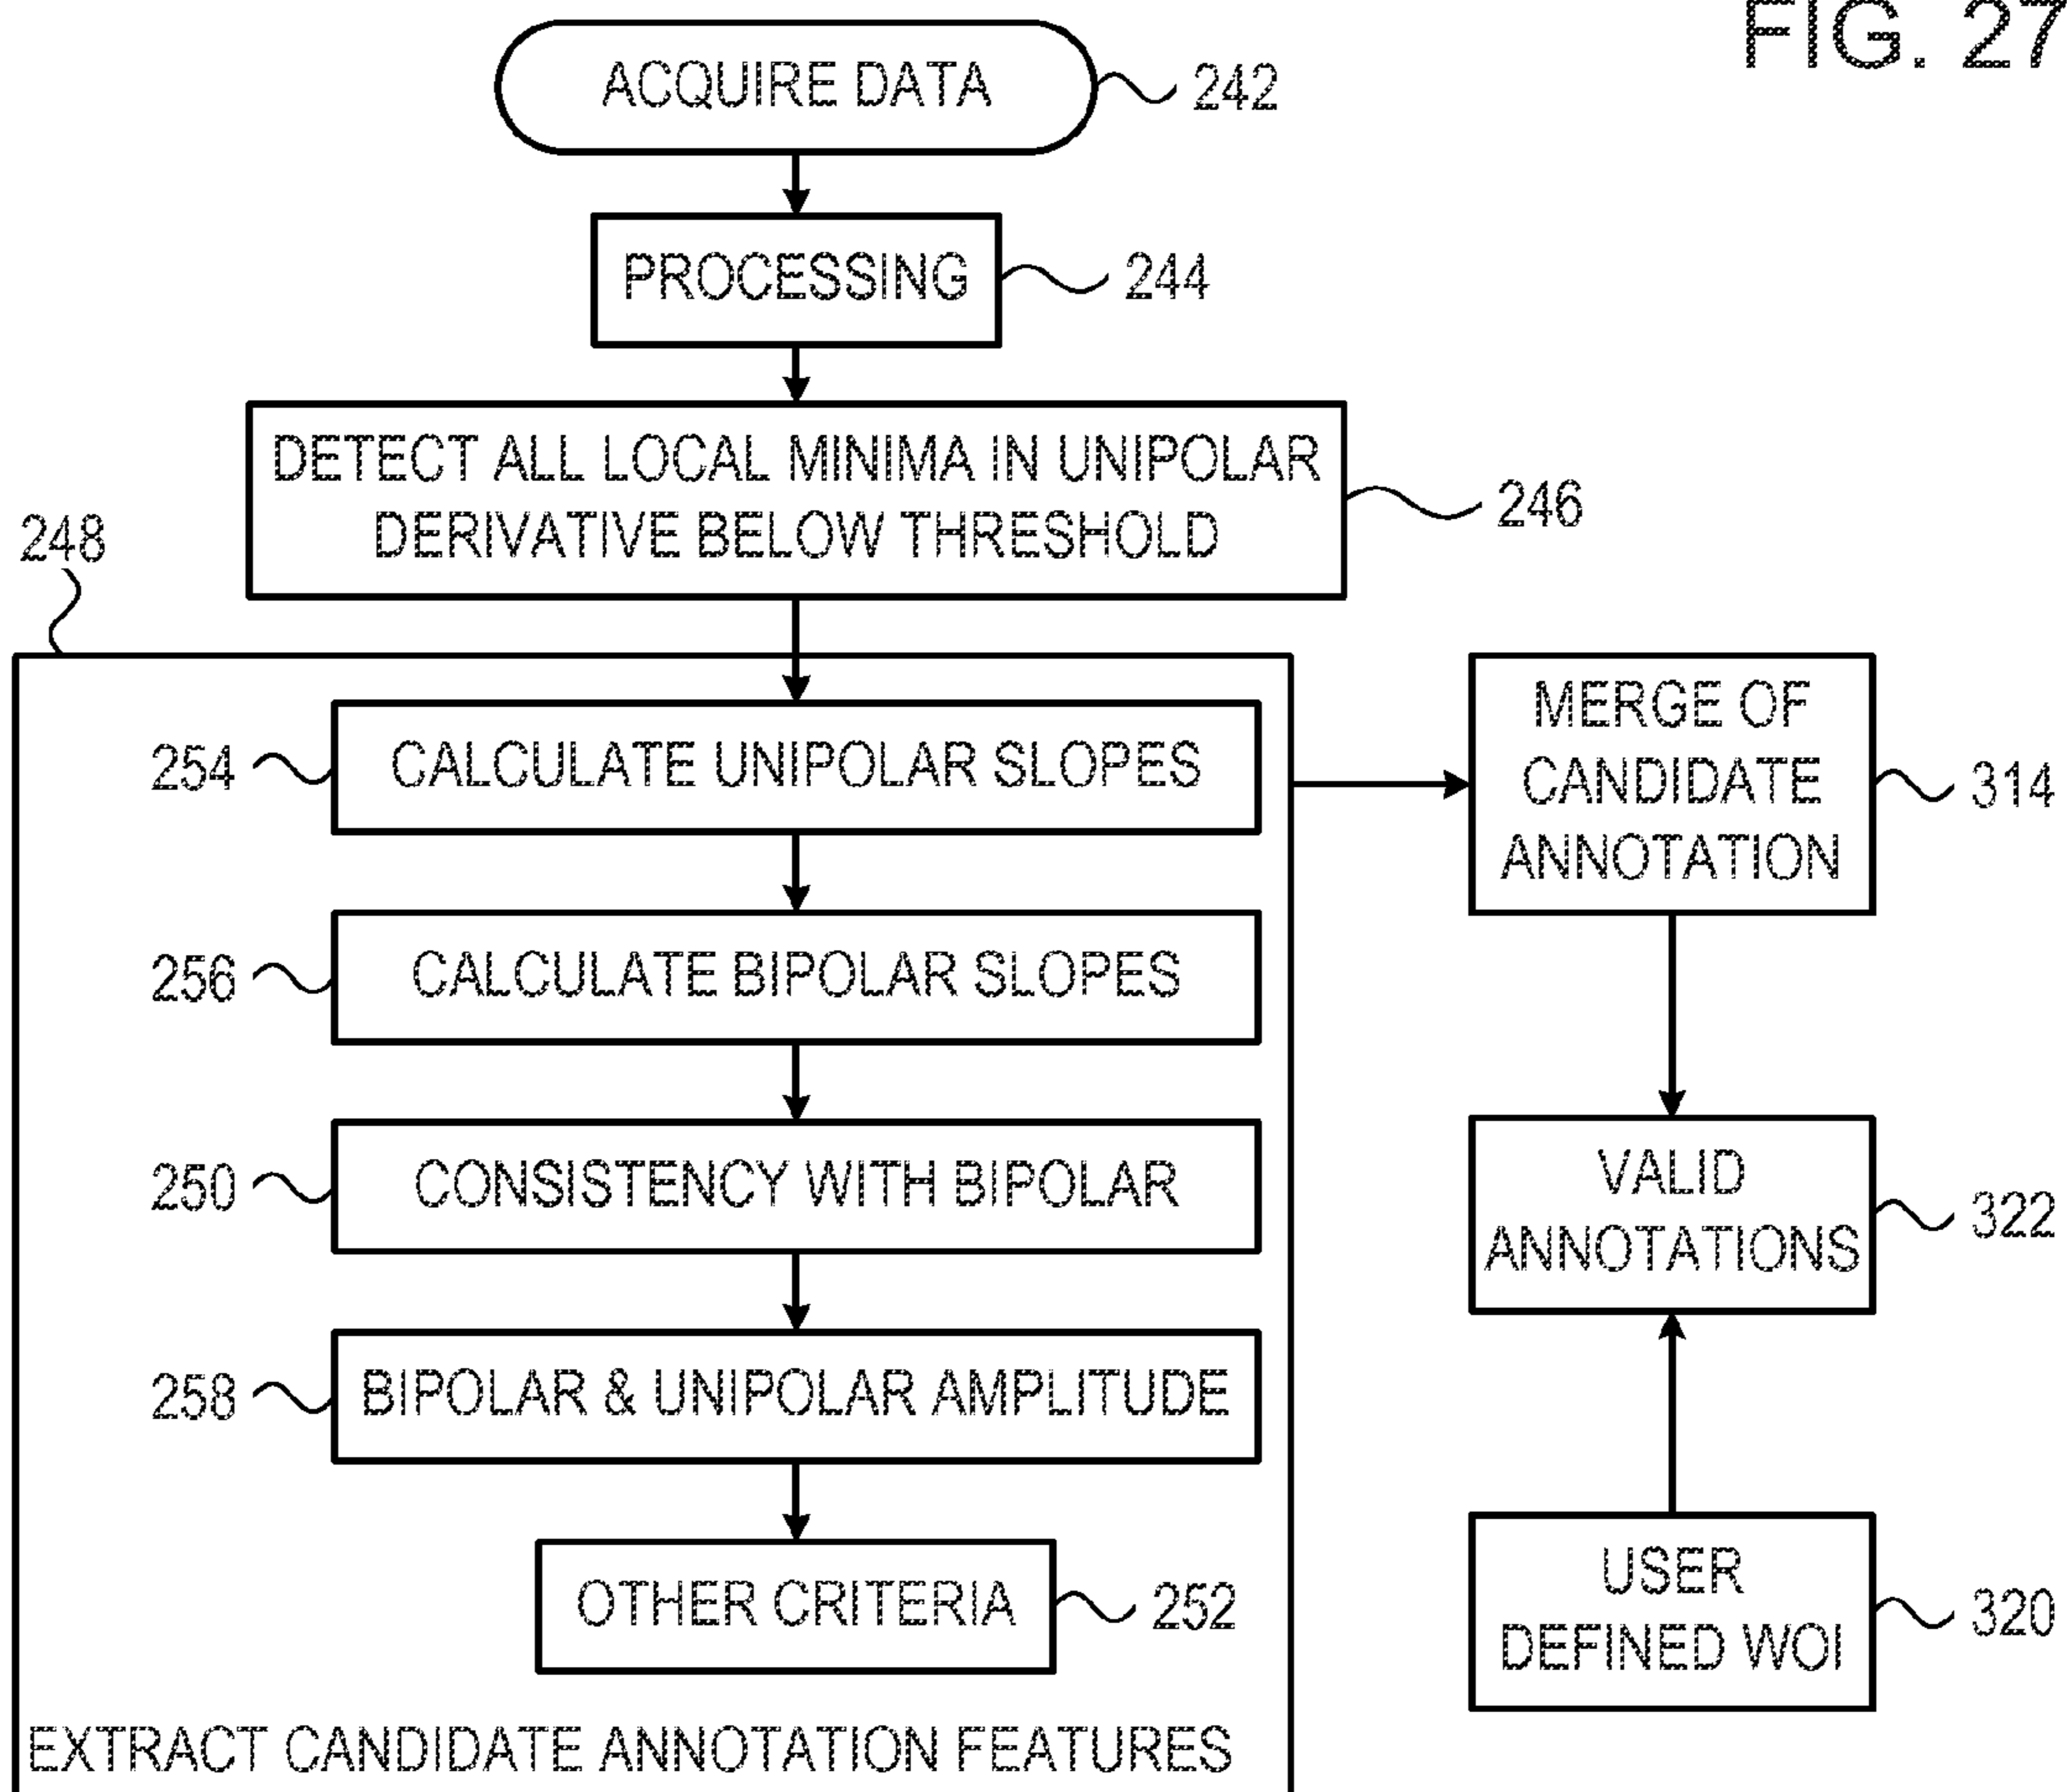 FIG. 27
ACQUIRE DATA
242
PROCESSING
244
DETECT ALL LOCAL MINIMA IN UNIPOLAR
DERIVATIVE BELOW THRESHOLD
246
248
254
CALCULATE UNIPOLAR SLOPES
256
CALCULATE BIPOLAR SLOPES
250
CONSISTENCY WITH BIPOLAR
258
BIPOLAR & UNIPOLAR AMPLITUDE
OTHER CRITERIA
252
EXTRACT CANDIDATE ANNOTATION FEATURES
MERGE OF
CANDIDATE
ANNOTATION
314
VALID
ANNOTATIONS
322
USER
DEFINED WOI
320